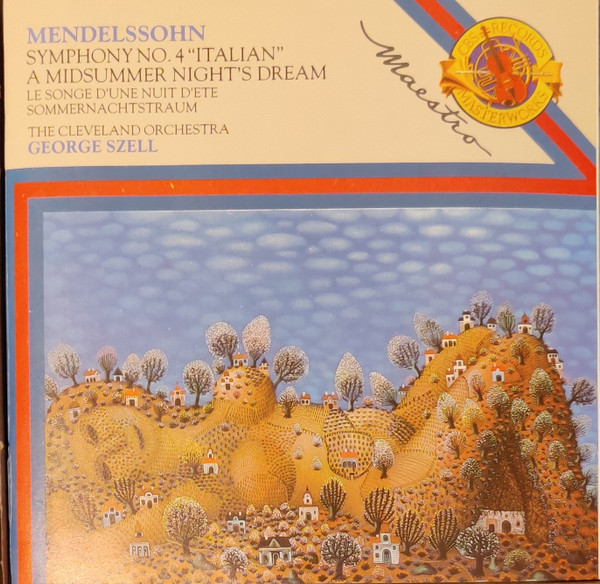 MENDELSSOHN
SYMPHONY NO. 4 “ITALIAN”
A MIDSUMMER NIGHT'S DREAM
LE SONGE D'UNE NUIT D'ETE
SOMMERNACHTSTRAUM
THE CLEVELAND ORCHESTRA
GEORGE SZELL
Maestro
CBS RECORDS
MASTERWORKS